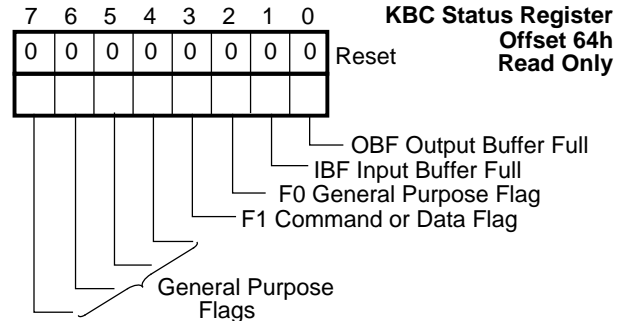 7 6 5 4 3 2 1 0
KBC Status Register
Offset 64h
Read Only
0 0 0 0 0 0 0 0 Reset
OBF Output Buffer Full
IBF Input Buffer Full
F0 General Purpose Flag
F1 Command or Data Flag
General Purpose
Flags